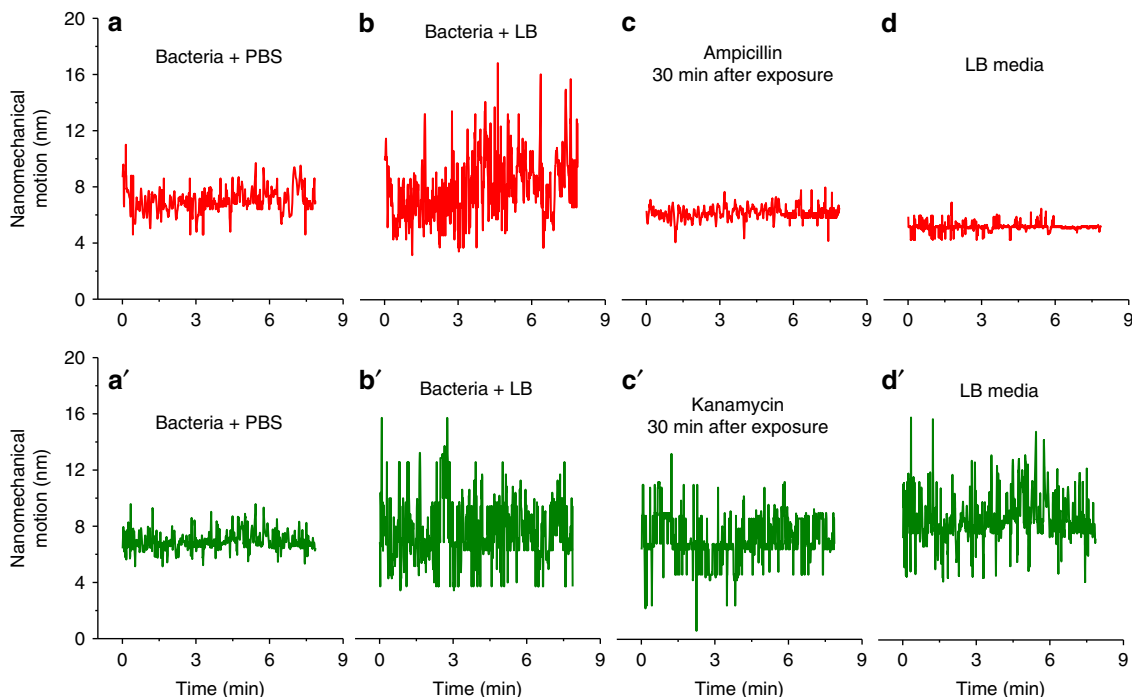 a
b
c
d
Bacteria + PBS
Bacteria + LB
Ampicillin
30 min after exposure
LB media
Nanomechanical
motion (nm)
20
16
12
8
4
0
0 3 6 9
0 3 6 9
0 3 6 9
0 3 6 9
a′
b′
c′
d′
Bacteria + PBS
Bacteria + LB
Kanamycin
30 min after exposure
LB media
Nanomechanical
motion (nm)
20
16
12
8
4
0
0 3 6 9
0 3 6 9
0 3 6 9
0 3 6 9
Time (min)
Time (min)
Time (min)
Time (min)